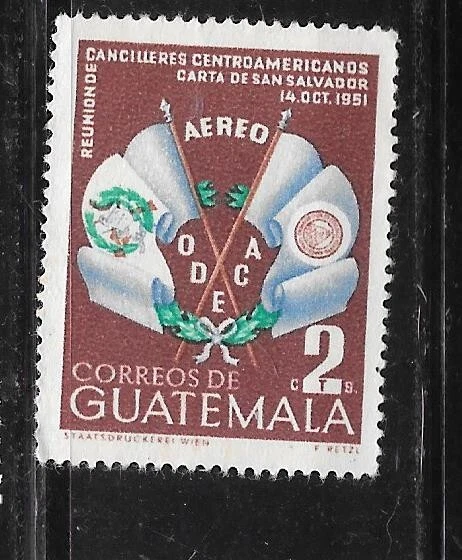 REUNION DE
CANCILLERES CENTROAMERICANOS
CARTA DE SAN SALVADOR
14.OCT.1951
AEREO
ODECA
2
CTS.
CORREOS DE
GUATEMALA
STAATSDRUCKEREI WIEN
F. RETZL